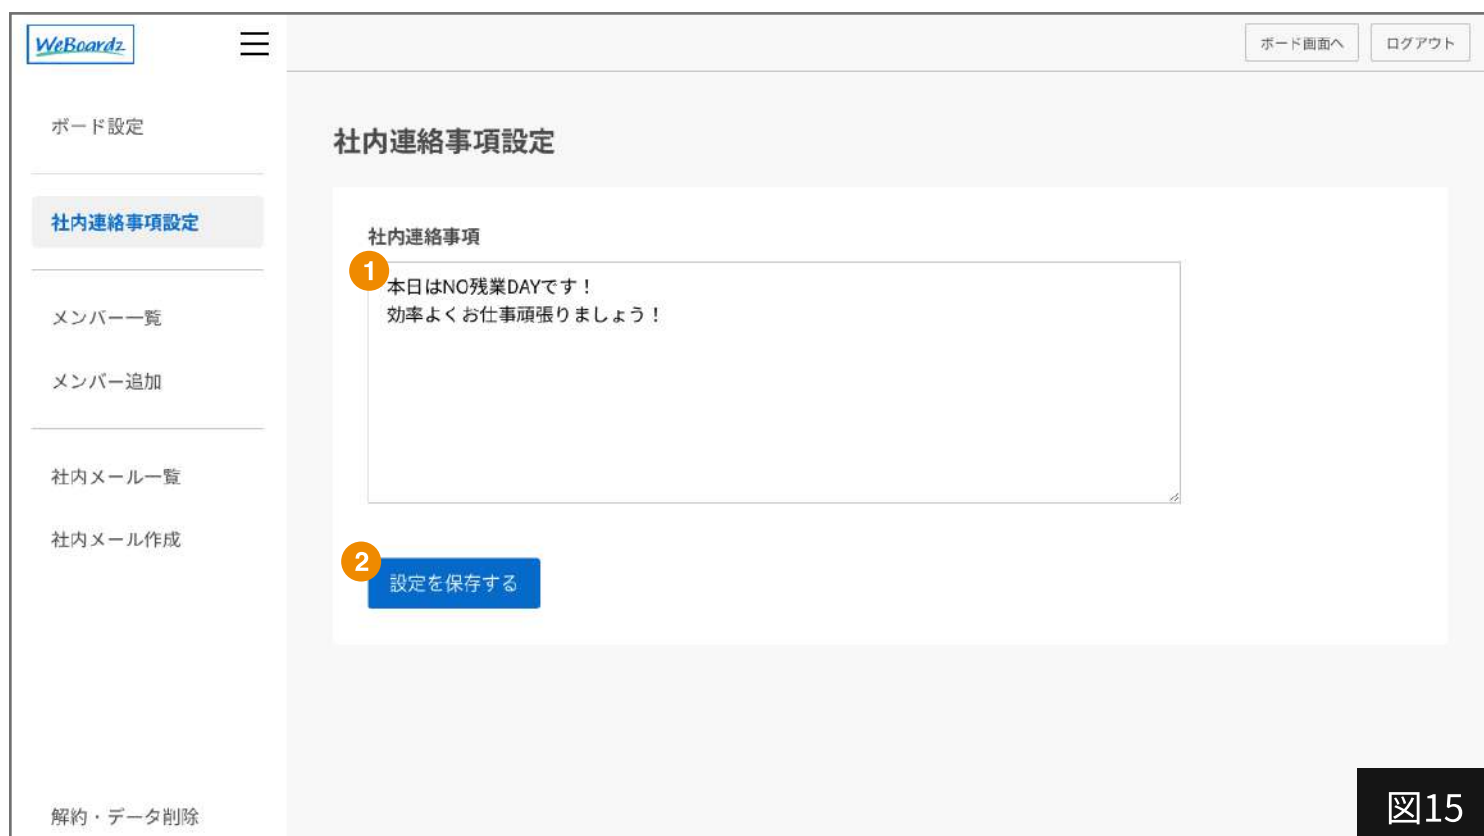 WeBoardz
ボード画面へ
ログアウト
ボード設定
社内連絡事項設定
メンバー一覧
メンバー追加
社内メール一覧
社内メール作成
解約・データ削除
社内連絡事項設定
社内連絡事項
1
本日はNO残業DAYです！
効率よくお仕事頑張りましょう！
2
設定を保存する
図15